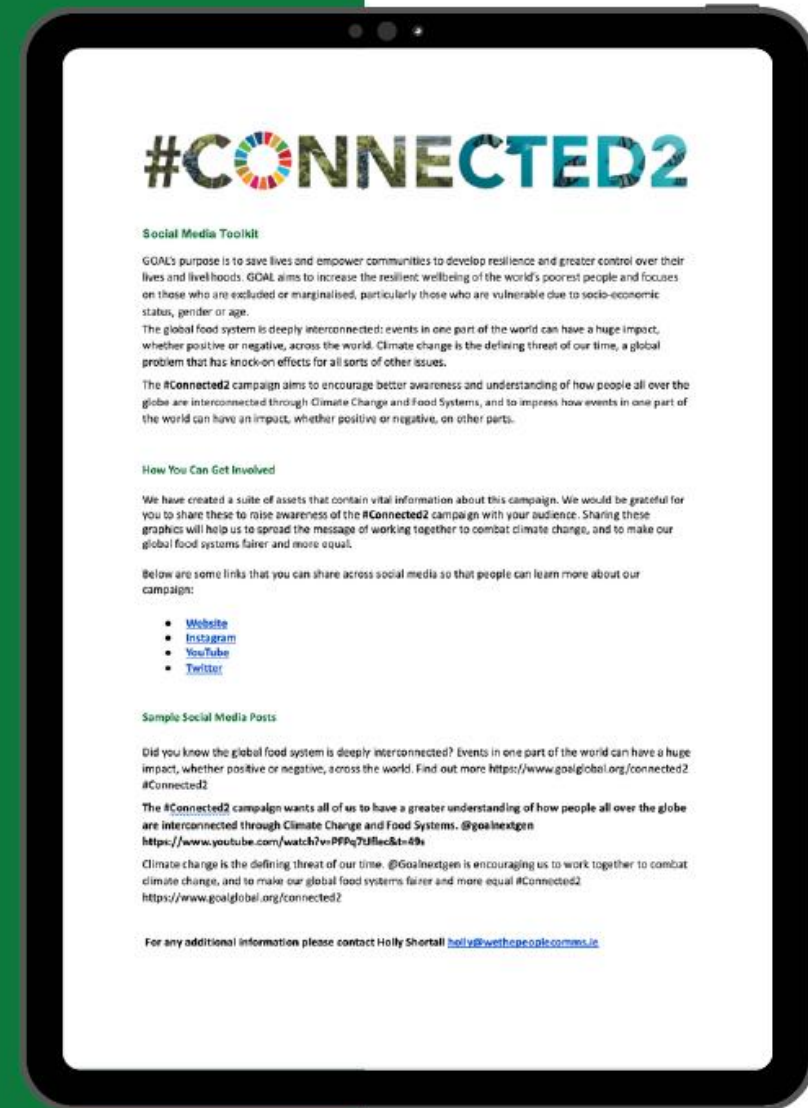 #CONNECTED2
Social Media Toolkit
GOAL's purpose is to save lives and empower communities to develop resilience and greater control over their
lives and livelihoods. GOAL aims to increase the resilient wellbeing of the world's poorest people and focuses
on those who are excluded or marginalised, particularly those who are vulnerable due to socio-economic
status, gender or age.
The global food system is deeply interconnected: events in one part of the world can have a huge impact,
whether positive or negative, across the world. Climate change is the defining threat of our time, a global
problem that has knock-on effects for all sorts of other issues.
The #Connected2 campaign aims to encourage better awareness and understanding of how people all over the
globe are interconnected through Climate Change and Food Systems, and to impress how events in one part of
the world can have an impact, whether positive or negative, on other parts.
How You Can Get Involved
We have created a suite of assets that contain vital information about this campaign. We would be grateful for
you to share these to raise awareness of the #Connected2 campaign with your audience. Sharing these
graphics will help us to spread the message of working together to combat climate change, and to make our
global food systems fairer and more equal.
Below are some links that you can share across social media so that people can learn more about our
campaign:
• Website
• Instagram
• YouTube
• Twitter
Sample Social Media Posts
Did you know the global food system is deeply interconnected? Events in one part of the world can have a huge
impact, whether positive or negative, across the world. Find out more https://www.goalglobal.org/connected2
#Connected2
The #Connected2 campaign wants all of us to have a greater understanding of how people all over the globe
are interconnected through Climate Change and Food Systems. @goalnextgen
Climate change is the defining threat of our time. @Goalnextgen is encouraging us to work together to combat
climate change, and to make our global food systems fairer and more equal #Connected2
https://www.goalglobal.org/connected2
For any additional information please contact Holly Shortall holly@wethepeoplecomms.ie